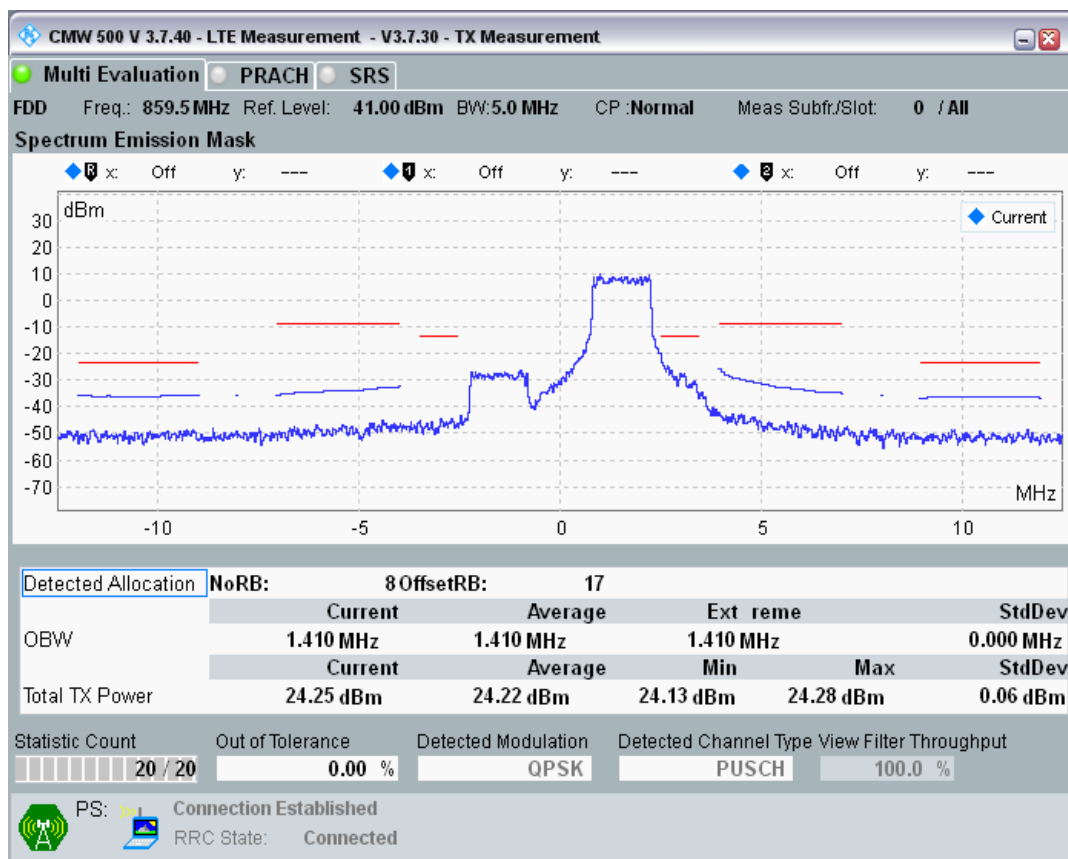 CMW 500 V 3.7.40 - LTE Measurement - V3.7.30 - TX Measurement
Multi Evaluation PRACH SRS
FDD Freq.: 859.5 MHz Ref. Level: 41.00 dBm BW:5.0 MHz CP :Normal Meas Subfr./Slot: 0 / All
Spectrum Emission Mask
R x: Off y: --- 1 x: Off y: --- 2 x: Off y: ---
dBm
Current
30
20
10
0
-10
-20
-30
-40
-50
-60
-70
MHz
-10 -5 0 5 10
Detected Allocation NoRB: 8 OffsetRB: 17
Current Average Ext reme StdDev
OBW 1.410 MHz 1.410 MHz 1.410 MHz 0.000 MHz
Current Average Min Max StdDev
Total TX Power 24.25 dBm 24.22 dBm 24.13 dBm 24.28 dBm 0.06 dBm
Statistic Count Out of Tolerance Detected Modulation Detected Channel Type View Filter Throughput
20 / 20 0.00 % QPSK PUSCH 100.0 %
PS: Connection Established
RRC State: Connected